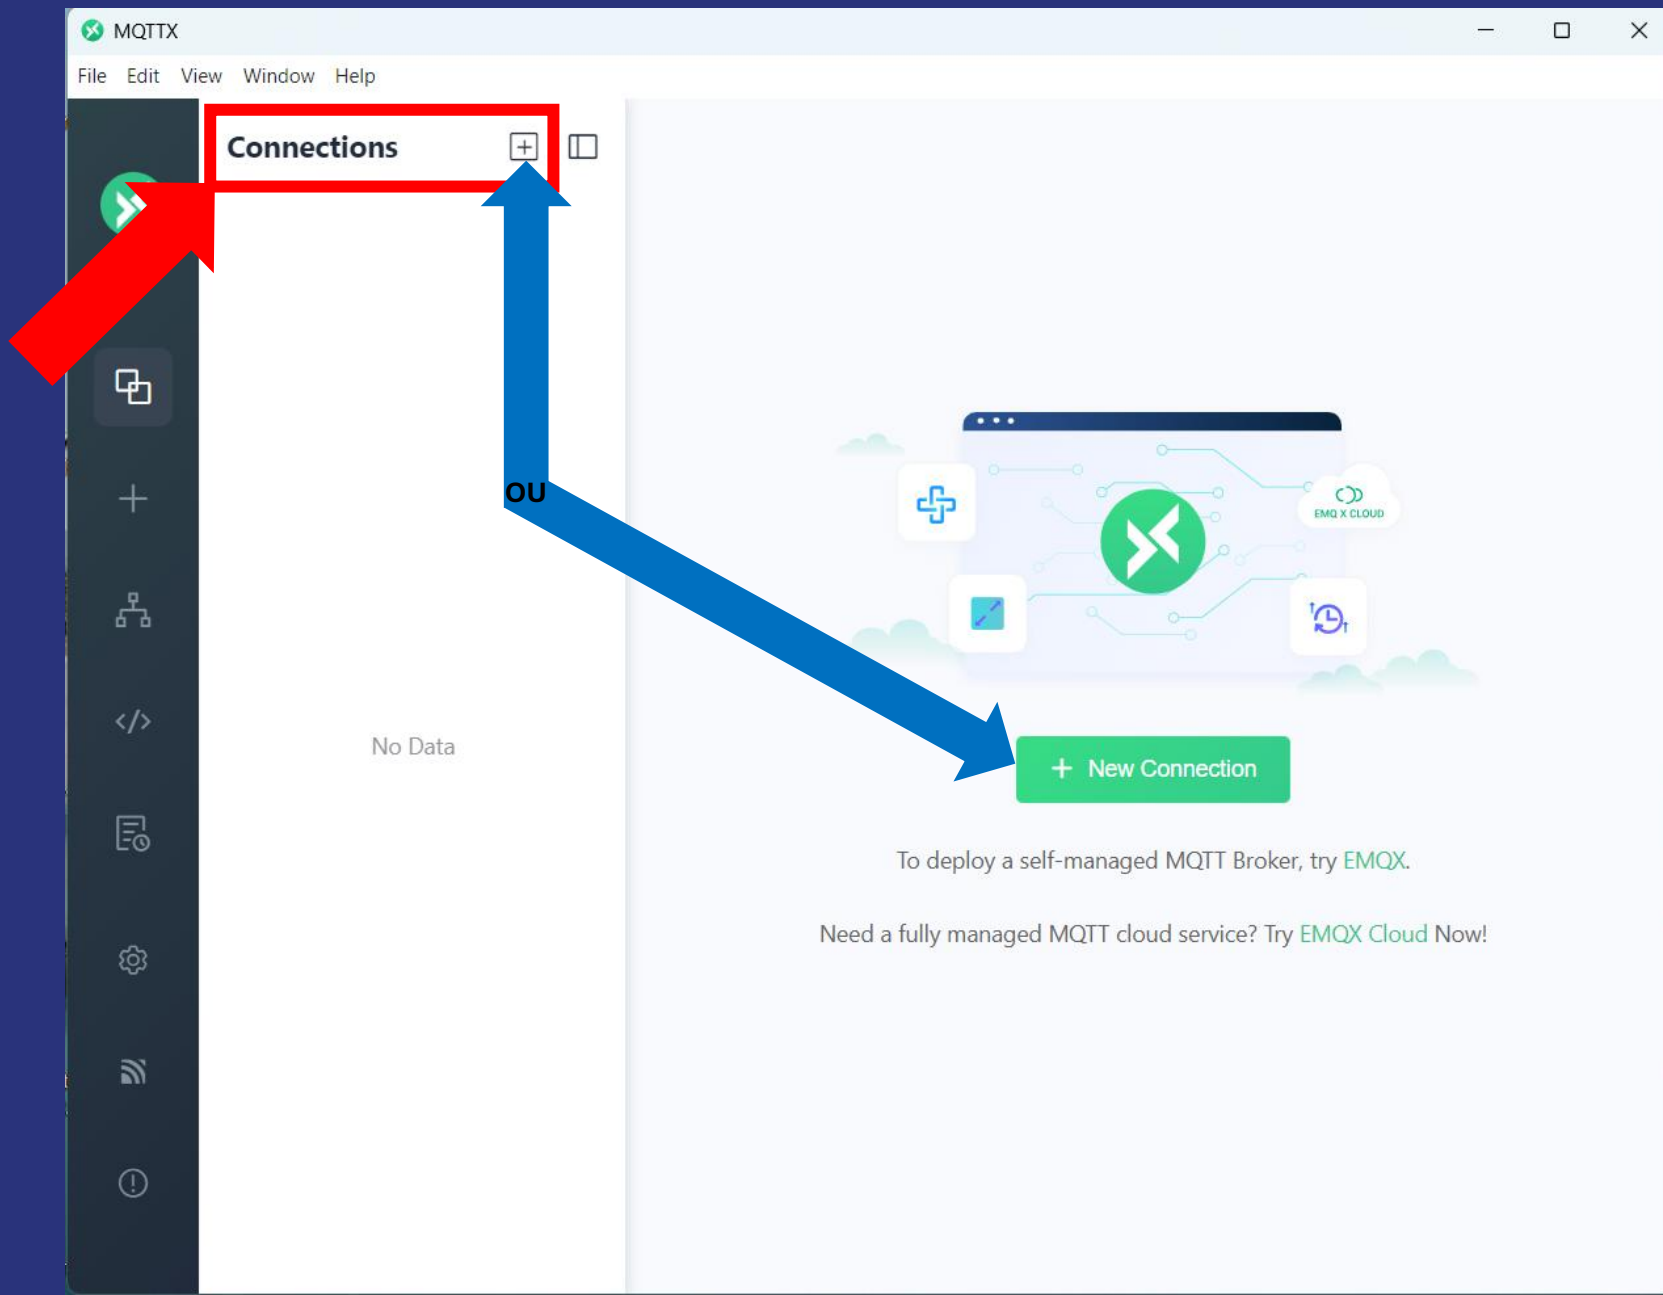 MQTTX
File Edit View Window Help
Connections
OU
No Data
EMQ X CLOUD
+ New Connection
To deploy a self-managed MQTT Broker, try EMQX.
Need a fully managed MQTT cloud service? Try EMQX Cloud Now!